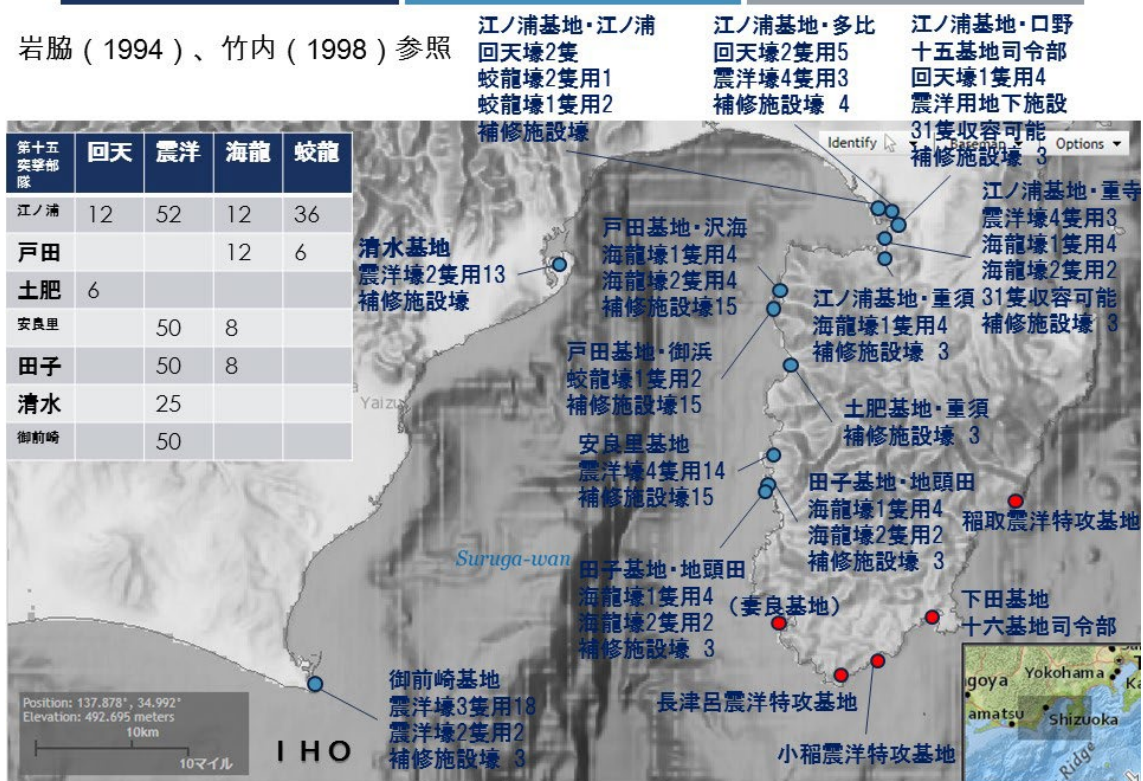 岩脇（1994）、竹内（1998）参照
江ノ浦基地・江ノ浦
回天壕2隻
蛟龍壕2隻用1
蛟龍壕1隻用2
補修施設壕
江ノ浦基地・多比
回天壕2隻用5
震洋壕4隻用3
補修施設壕 4
江ノ浦基地・口野
十五基地司令部
回天壕1隻用4
震洋用地下施設
31隻収容可能
補修施設壕 3
Identify
Basemap
Options
第十五
突撃部
隊
回天 震洋 海龍 蛟龍
江ノ浦 12 52 12 36
戸田 12 6
土肥 6
安良里 50 8
田子 50 8
清水 25
御前崎 50
清水基地
震洋壕2隻用13
補修施設壕
戸田基地・沢海
海龍壕1隻用4
海龍壕2隻用4
補修施設壕15
江ノ浦基地・重寺
震洋壕4隻用3
海龍壕1隻用4
海龍壕2隻用2
31隻収容可能
補修施設壕 3
江ノ浦基地・重須
海龍壕1隻用4
補修施設壕 3
戸田基地・御浜
蛟龍壕1隻用2
補修施設壕15
土肥基地・重須
補修施設壕 3
Yaizu
安良里基地
震洋壕4隻用14
補修施設壕15
田子基地・地頭田
海龍壕1隻用4
海龍壕2隻用2
補修施設壕 3
稲取震洋特攻基地
Suruga-wan
田子基地・地頭田
海龍壕1隻用4
海龍壕2隻用2
補修施設壕 3
（妻良基地）
下田基地
十六基地司令部
長津呂震洋特攻基地
小稲震洋特攻基地
御前崎基地
震洋壕3隻用18
震洋壕2隻用2
補修施設壕 3
Position: 137.878°, 34.992°
Elevation: 492.695 meters
10km
10マイル
IHO
goya
Yokohama
Ka
amatsu
Shizuoka
Ridge